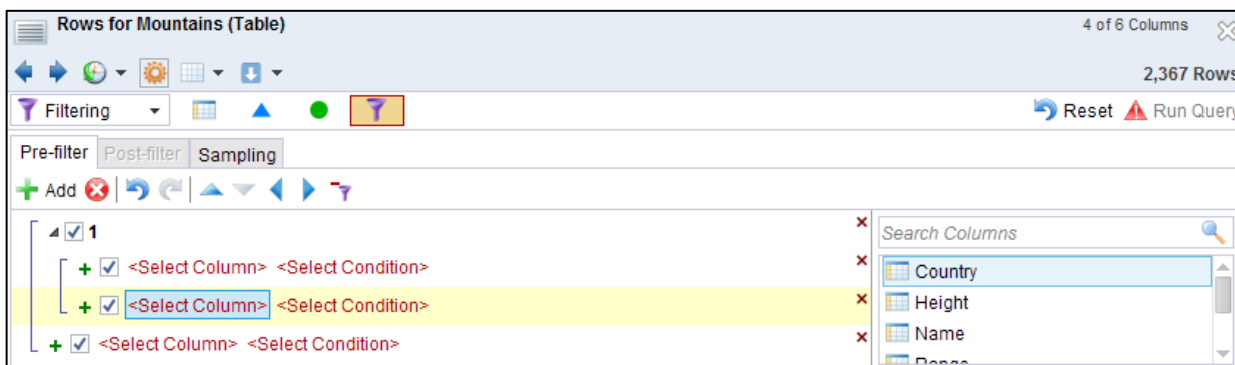 Rows for Mountains (Table) 4 of 6 Columns
2,367 Rows
Filtering Reset Run Query
Pre-filter Post-filter Sampling
Add
1
Search Columns
<Select Column> <Select Condition>
Country
<Select Column> <Select Condition>
Height
<Select Column> <Select Condition>
Name
Range